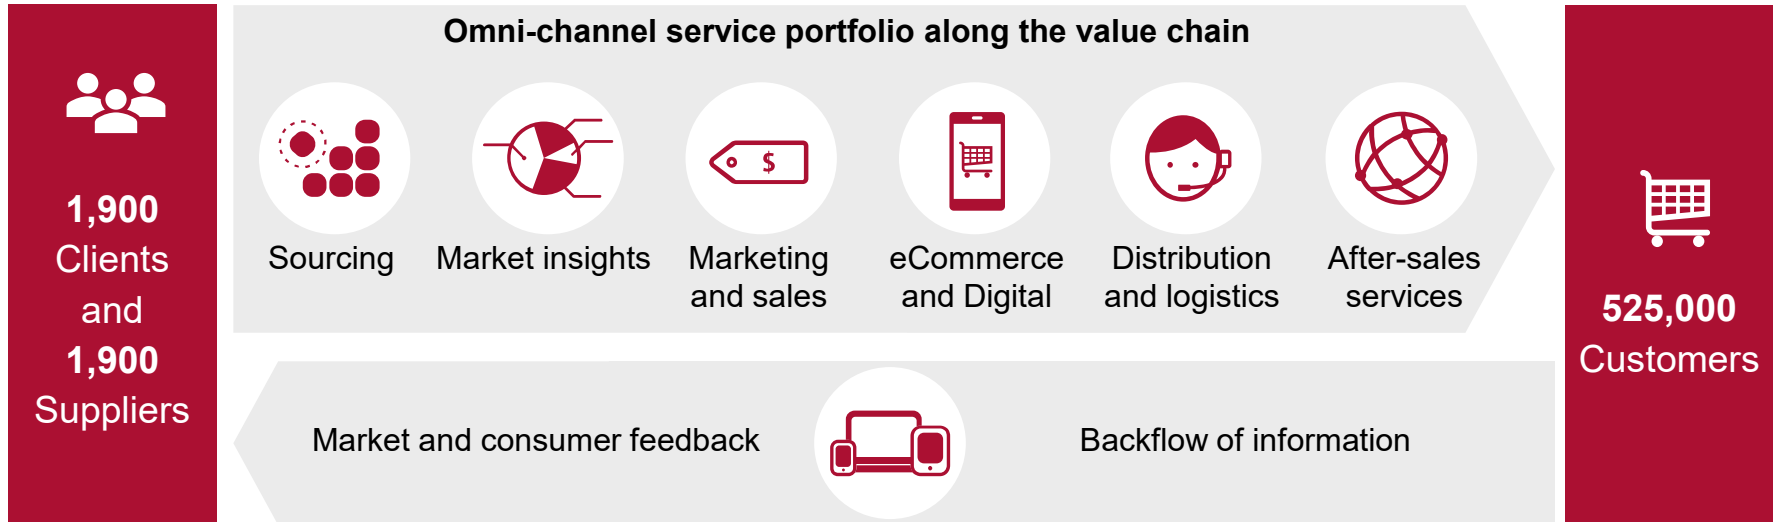 1,900
Clients
and
1,900
Suppliers
Omni-channel service portfolio along the value chain
Sourcing
Market insights
Marketing
and sales
$
eCommerce
and Digital
Distribution
and logistics
After-sales
services
Market and consumer feedback
Backflow of information
525,000
Customers